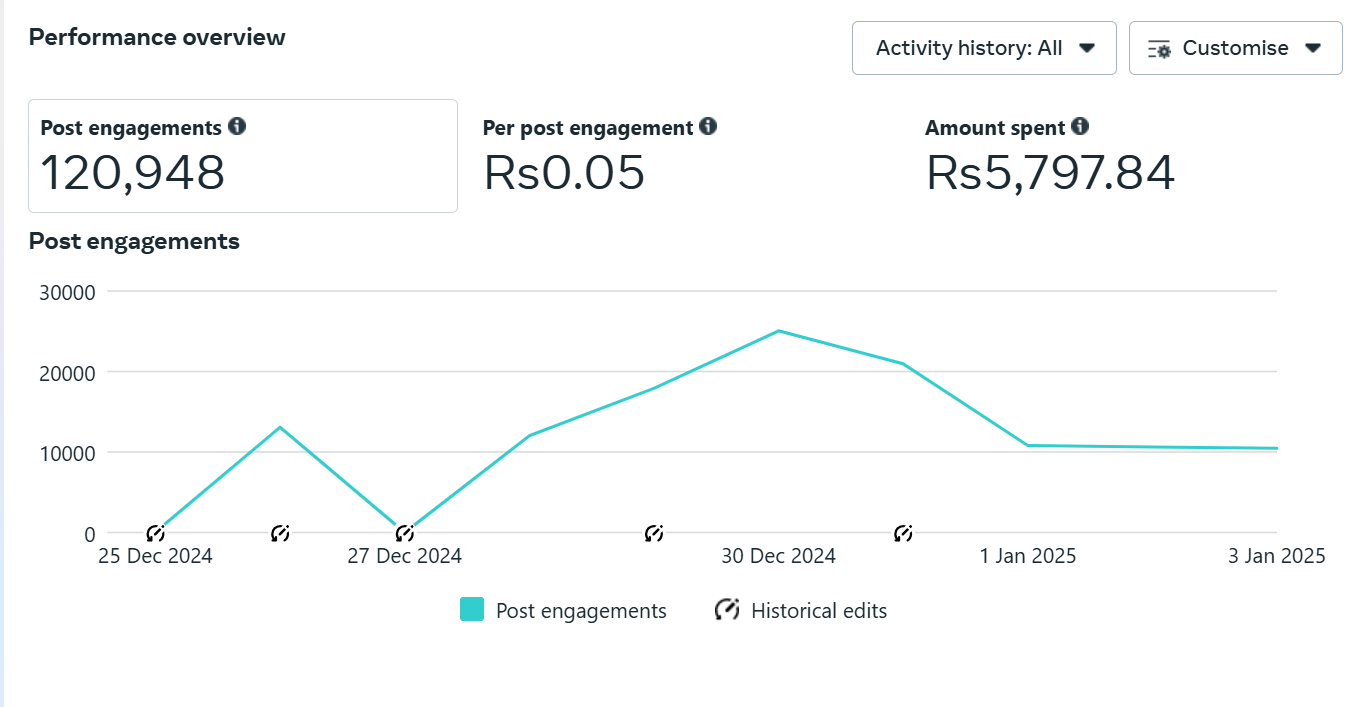 Performance overview
Activity history: All
Customise
Post engagements
120,948
Per post engagement
Rs0.05
Amount spent
Rs5,797.84
Post engagements
30000
20000
10000
0
25 Dec 2024 27 Dec 2024 30 Dec 2024 1 Jan 2025 3 Jan 2025
Post engagements Historical edits